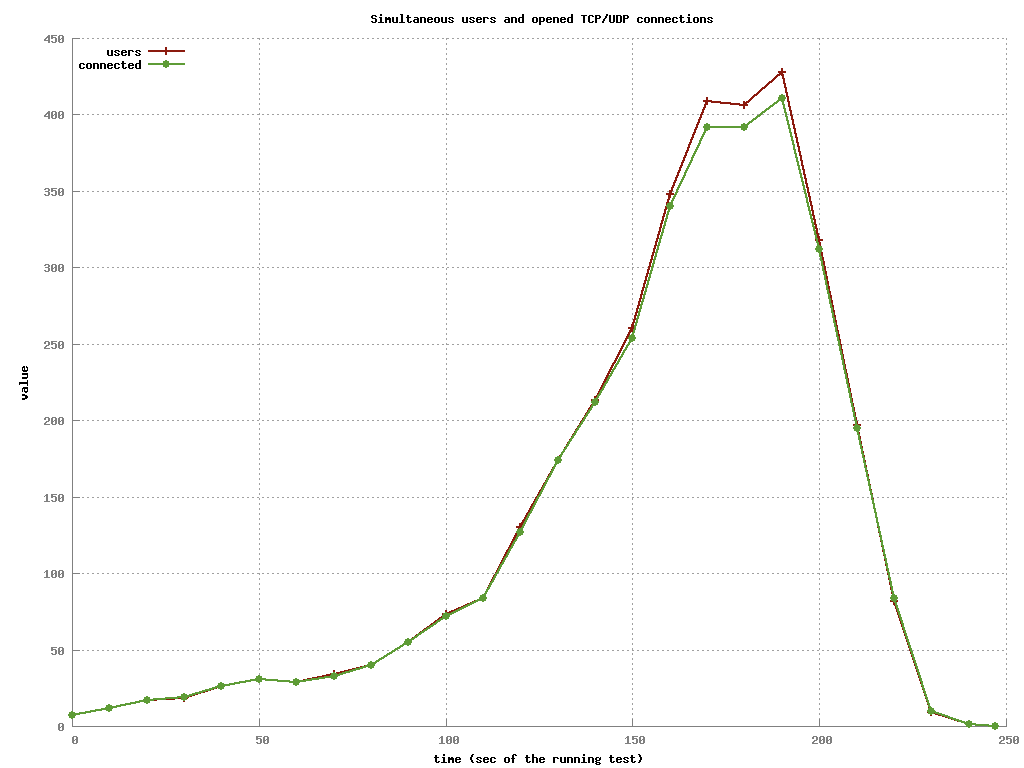 Simultaneous users and opened TCP/UDP connections
450
users
connected
400
350
300
250
value
200
150
100
50
0
0 50 100 150 200 250
time (sec of the running test)